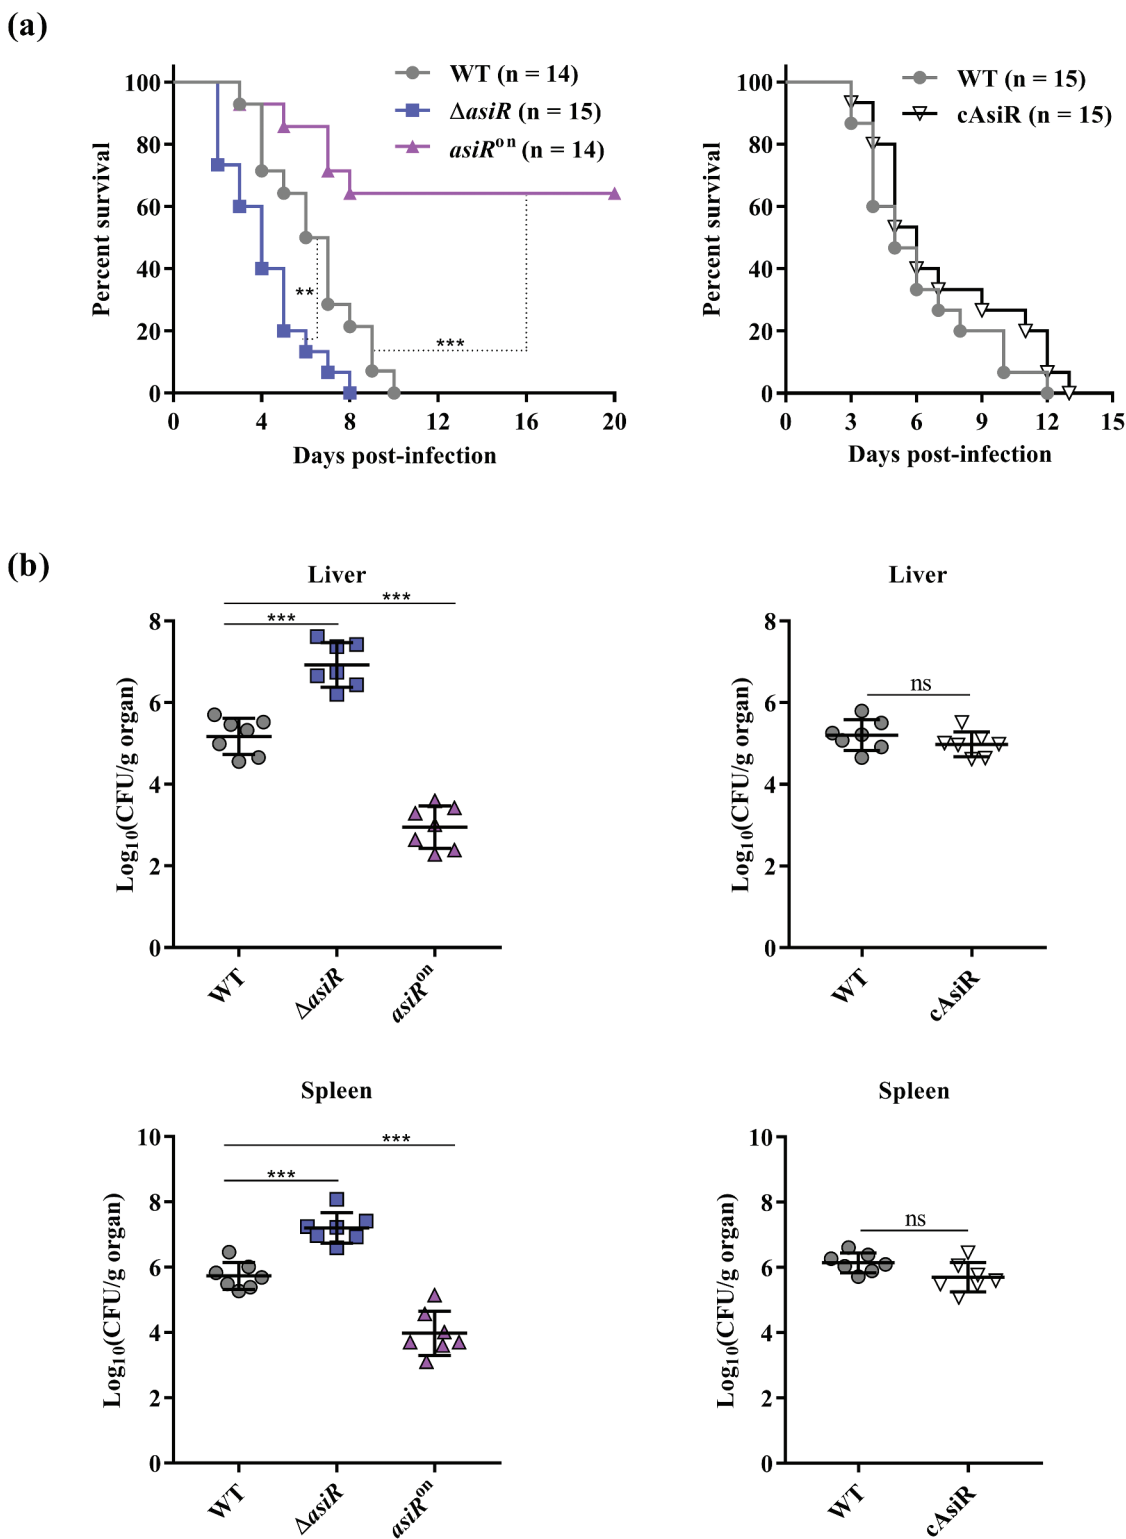 (a)
WT (n = 14)
ΔasiR (n = 15)
asiRᵒⁿ (n = 14)
Percent survival
100
80
60
40
20
0
**
***
0 4 8 12 16 20
Days post-infection
WT (n = 15)
cAsiR (n = 15)
Percent survival
100
80
60
40
20
0
0 3 6 9 12 15
Days post-infection
(b)
Liver
***
***
Log₁₀(CFU/g organ)
8
6
4
2
0
WT ΔasiR asiRᵒⁿ
Liver
ns
Log₁₀(CFU/g organ)
8
6
4
2
0
WT cAsiR
Spleen
***
***
Log₁₀(CFU/g organ)
10
8
6
4
2
0
WT ΔasiR asiRᵒⁿ
Spleen
ns
Log₁₀(CFU/g organ)
10
8
6
4
2
0
WT cAsiR